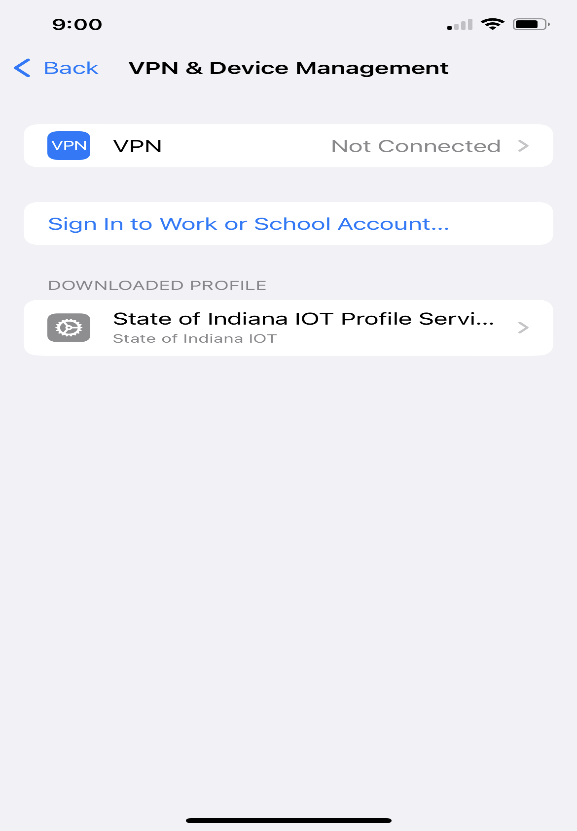 9:00
Back VPN & Device Management
VPN VPN Not Connected
Sign In to Work or School Account...
DOWNLOADED PROFILE
State of Indiana IOT Profile Servi...
State of Indiana IOT